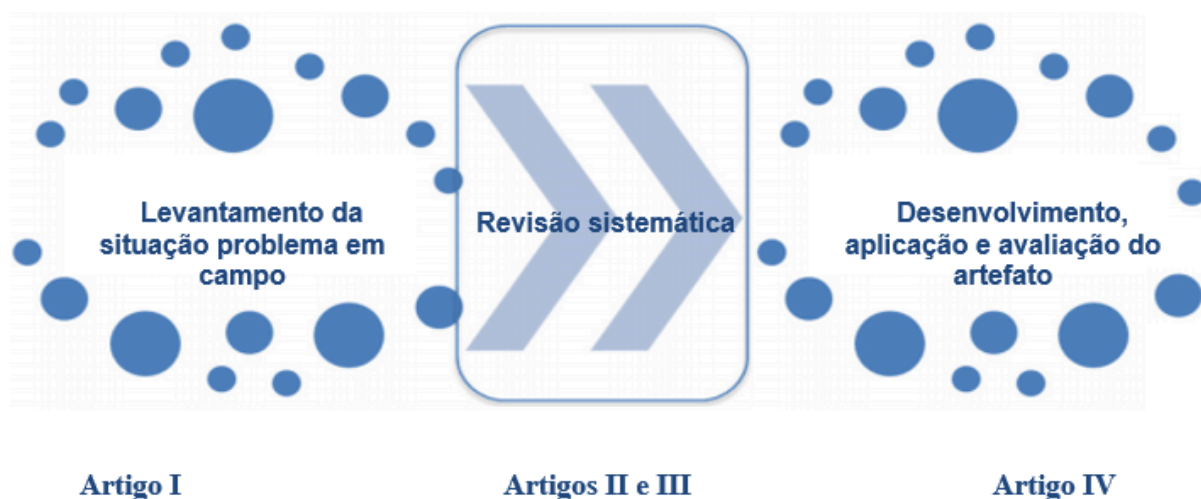 Levantamento da
situação problema em
campo
Revisão sistemática
Desenvolvimento,
aplicação e avaliação do
artefato
Artigo I
Artigos II e III
Artigo IV